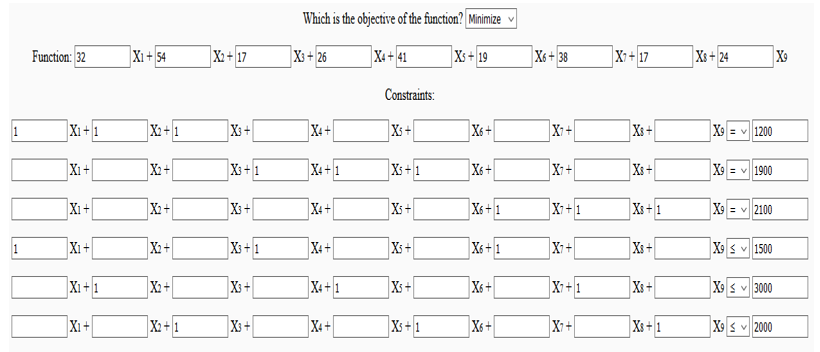 Which is the objective of the function? Minimize
Function: 32 X1 + 54 X2 + 17 X3 + 26 X4 + 41 X5 + 19 X6 + 38 X7 + 17 X8 + 24 X9
Constraints:
1 X1 + 1 X2 + 1 X3 + X4 + X5 + X6 + X7 + X8 + X9 = 1200
X1 + X2 + X3 + 1 X4 + 1 X5 + 1 X6 + X7 + X8 + X9 = 1900
X1 + X2 + X3 + X4 + X5 + X6 + 1 X7 + 1 X8 + 1 X9 = 2100
1 X1 + X2 + X3 + 1 X4 + X5 + X6 + 1 X7 + X8 + X9 ≤ 1500
X1 + 1 X2 + X3 + X4 + 1 X5 + X6 + X7 + 1 X8 + X9 ≤ 3000
X1 + X2 + 1 X3 + X4 + X5 + 1 X6 + X7 + X8 + 1 X9 ≤ 2000